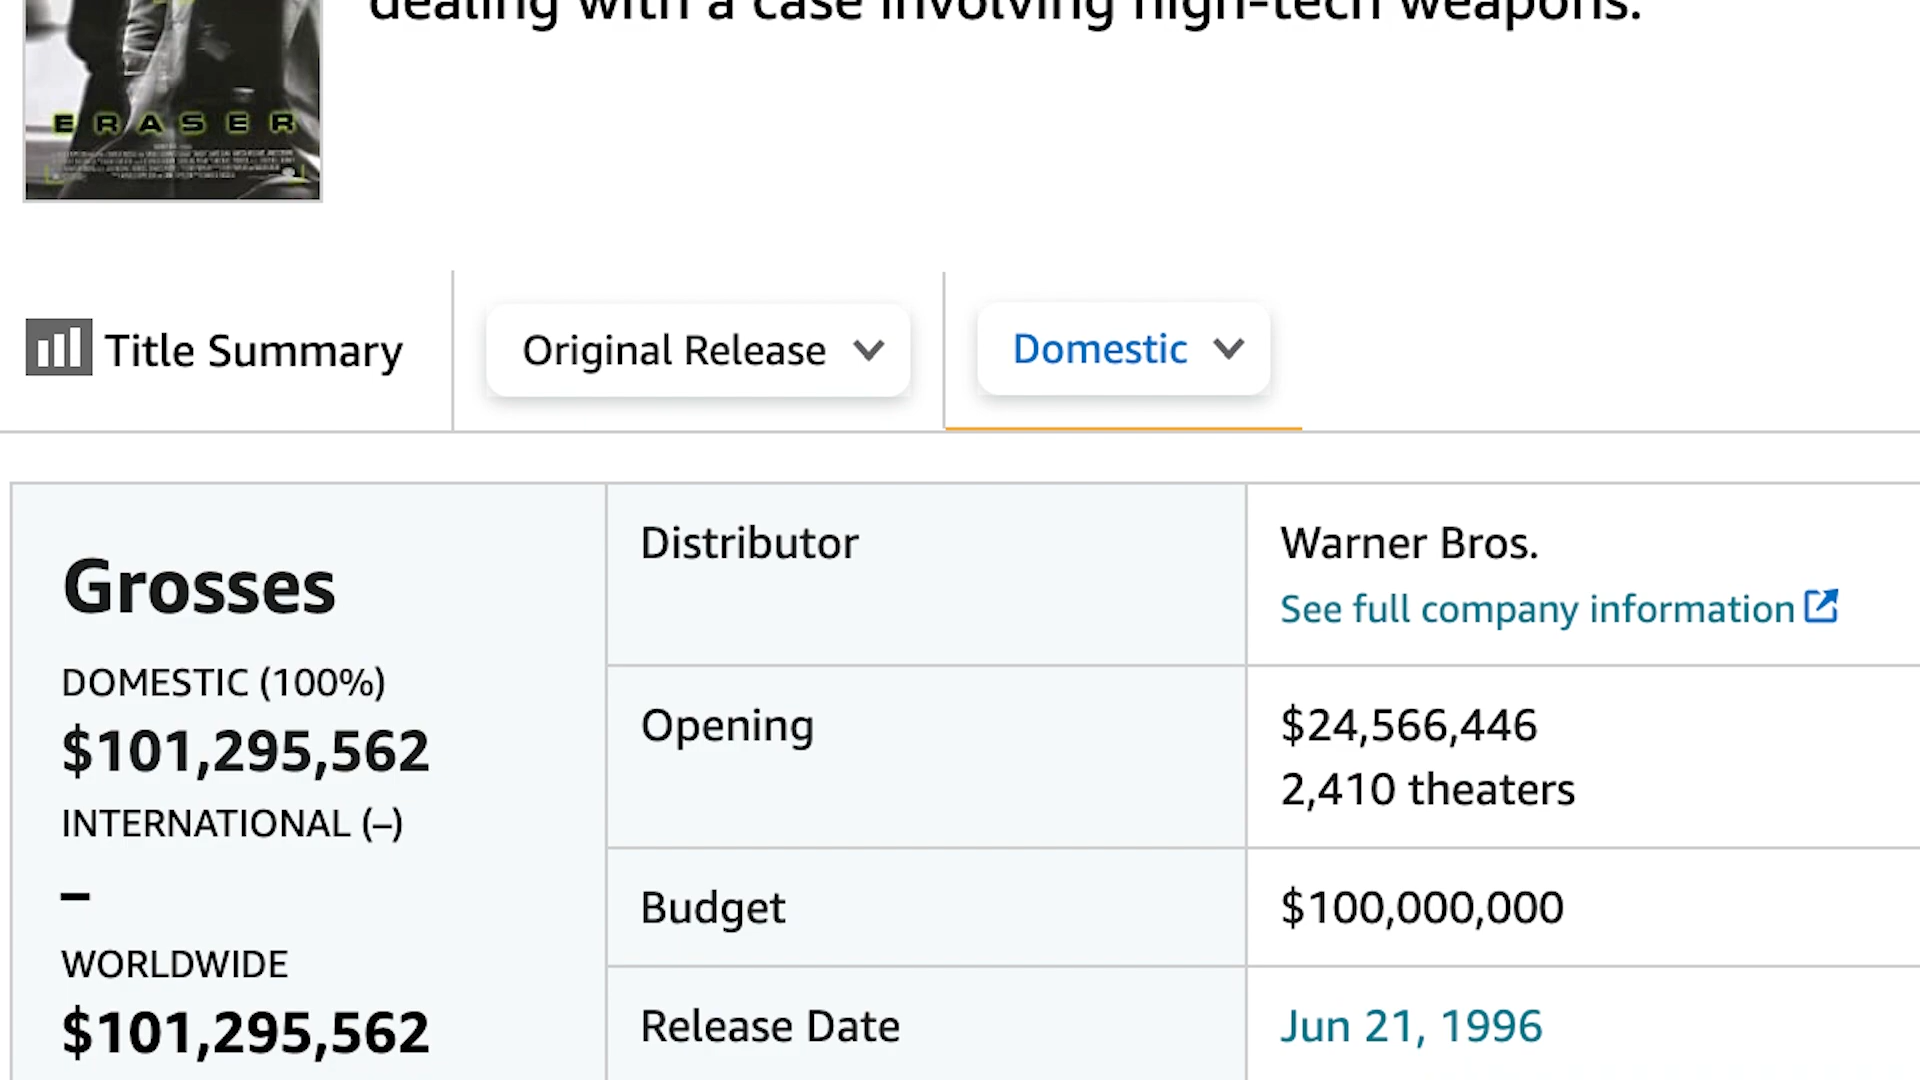 dealing with a case involving high-tech weapons.
ERASER
Title Summary
Original Release
Domestic
Grosses
DOMESTIC (100%)
$101,295,562
INTERNATIONAL (–)
–
WORLDWIDE
$101,295,562
Distributor
Warner Bros.
See full company information
Opening
$24,566,446
2,410 theaters
Budget
$100,000,000
Release Date
Jun 21, 1996